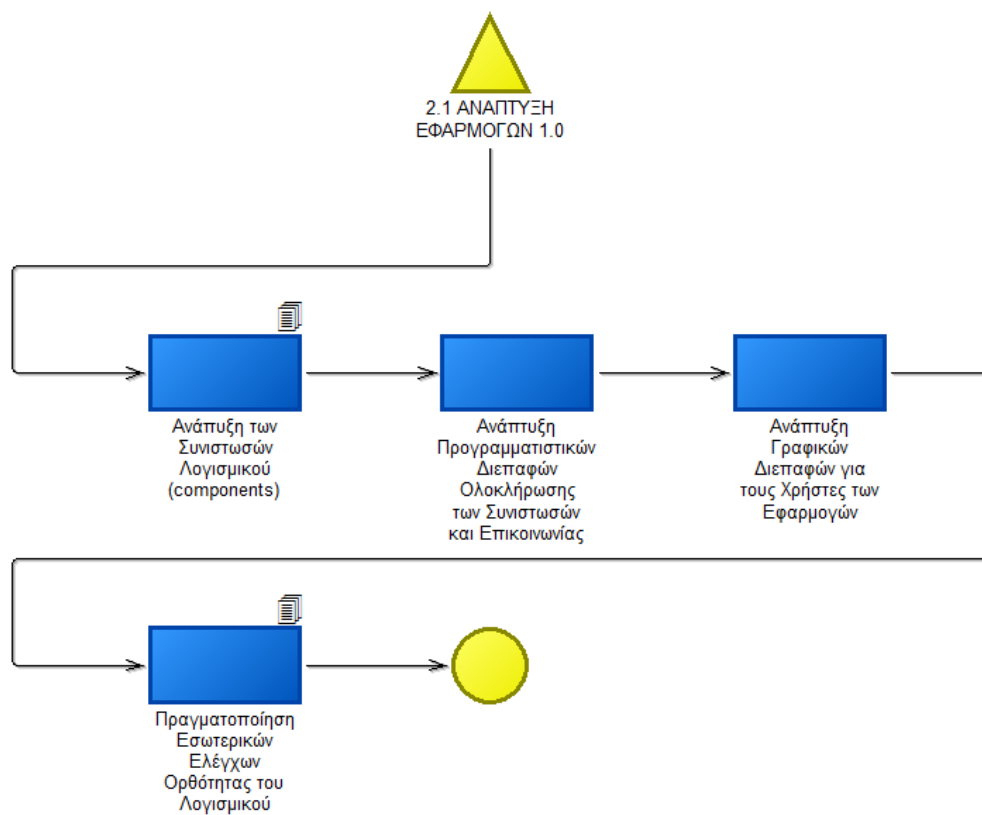 2.1 ΑΝΑΠΤΥΞΗ
ΕΦΑΡΜΟΓΩΝ 1.0
Ανάπυξη των
Συνιστωσών
Λογισμικού
(components)
Ανάπτυξη
Προγραμματιστικών
Διεπαφών
Ολοκλήρωσης
των Συνιστωσών
και Επικοινωνίας
Ανάπτυξη
Γραφικών
Διεπαφών για
τους Χρήστες των
Εφαρμογών
Πραγματοποίηση
Εσωτερικών
Ελέγχων
Ορθότητας του
Λογισμικού